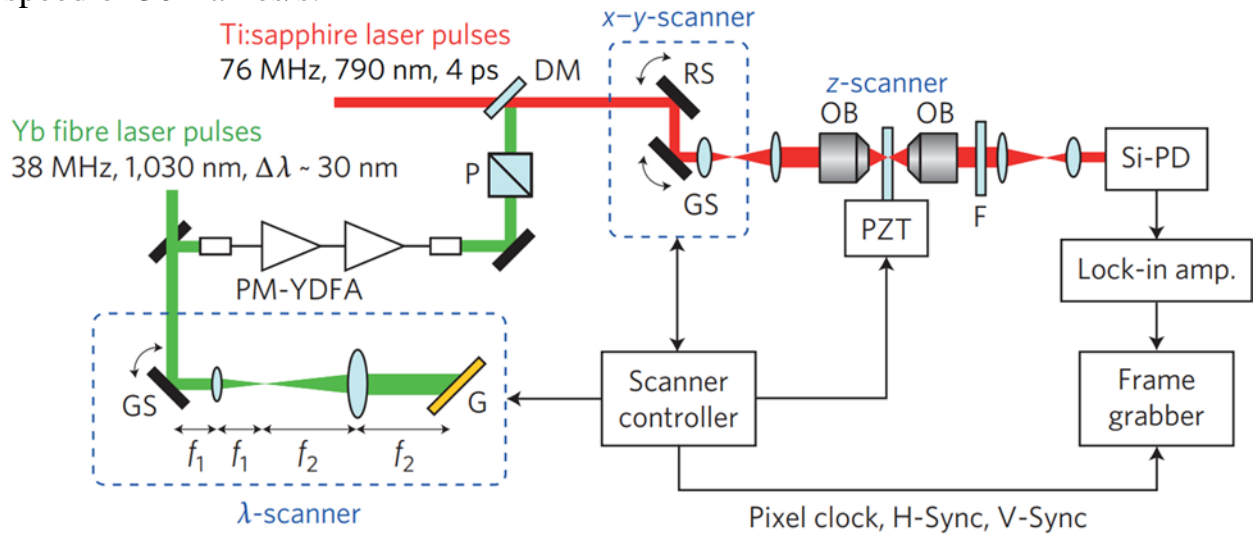 x–y-scanner
Ti:sapphire laser pulses
76 MHz, 790 nm, 4 ps
DM
RS
z-scanner
OB
OB
Yb fibre laser pulses
38 MHz, 1,030 nm, Δλ ~ 30 nm
P
Si-PD
GS
PZT
F
Lock-in amp.
PM-YDFA
GS
G
Scanner
controller
Frame
grabber
f1
f1
f2
f2
λ-scanner
Pixel clock, H-Sync, V-Sync